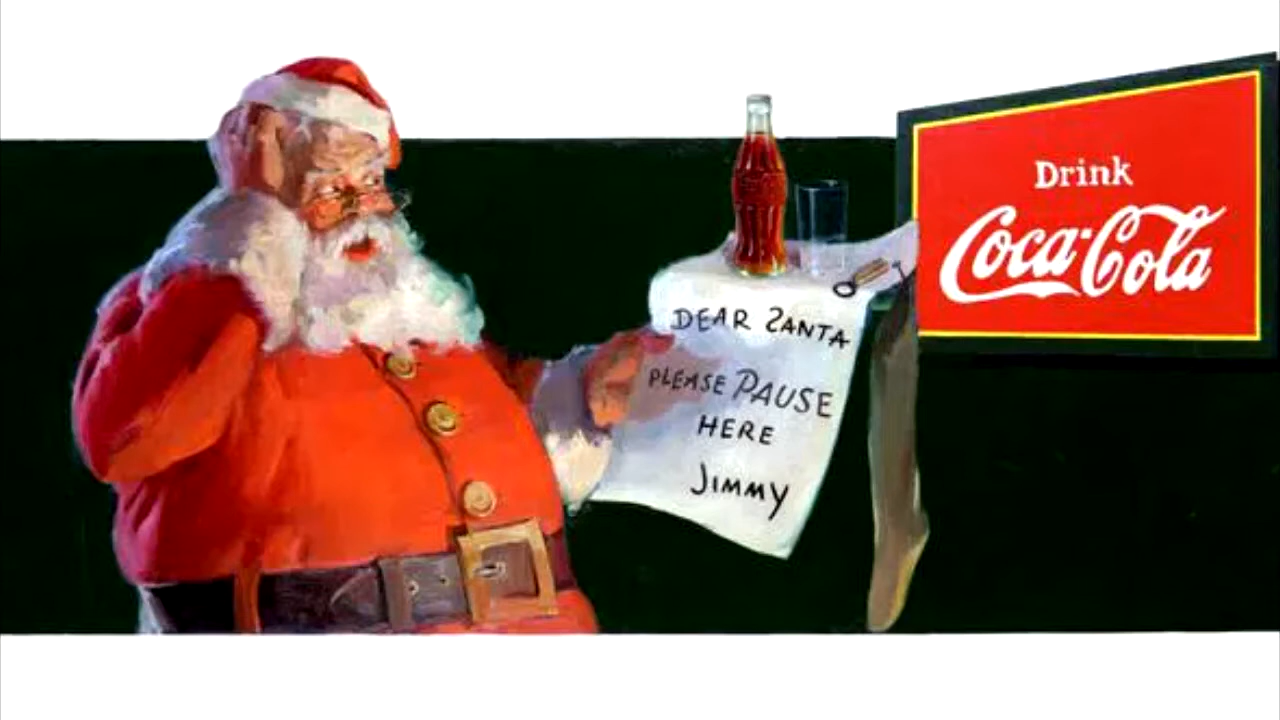 DEAR SANTA
PLEASE PAUSE
HERE
JIMMY
Drink
Coca-Cola